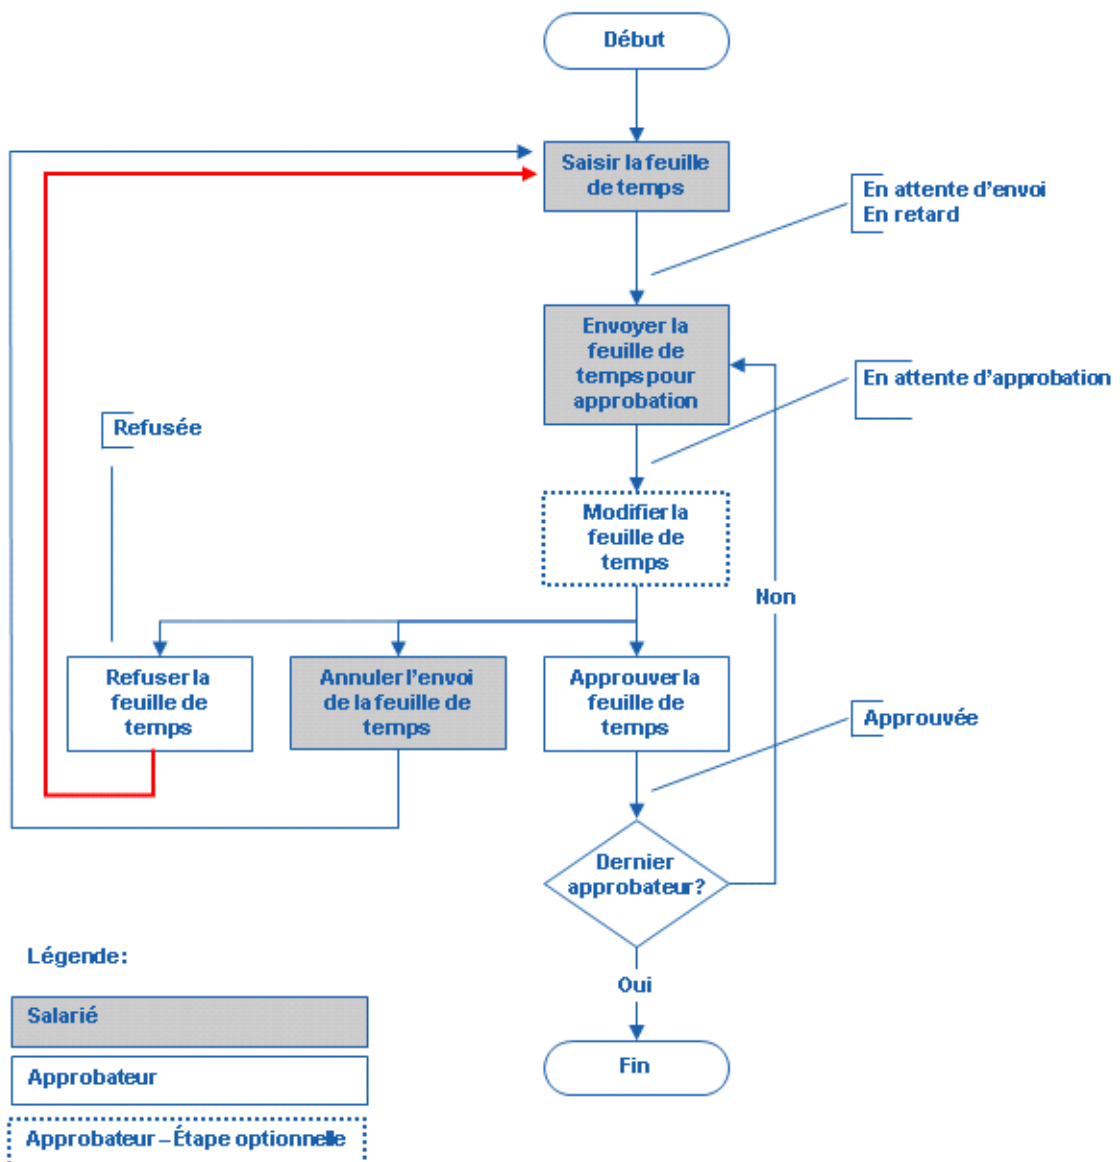 Début
Saisir la feuille
de temps
En attente d'envoi
En retard
Envoyer la
feuille de
temps pour
approbation
En attente d'approbation
Refusée
Modifier la
feuille de
temps
Non
Refuser la
feuille de
temps
Annuler l'envoi
de la feuille de
temps
Approuver la
feuille de
temps
Approuvée
Dernier
approbateur?
Légende:
Oui
Salarié
Fin
Approbateur
Approbateur – Étape optionnelle